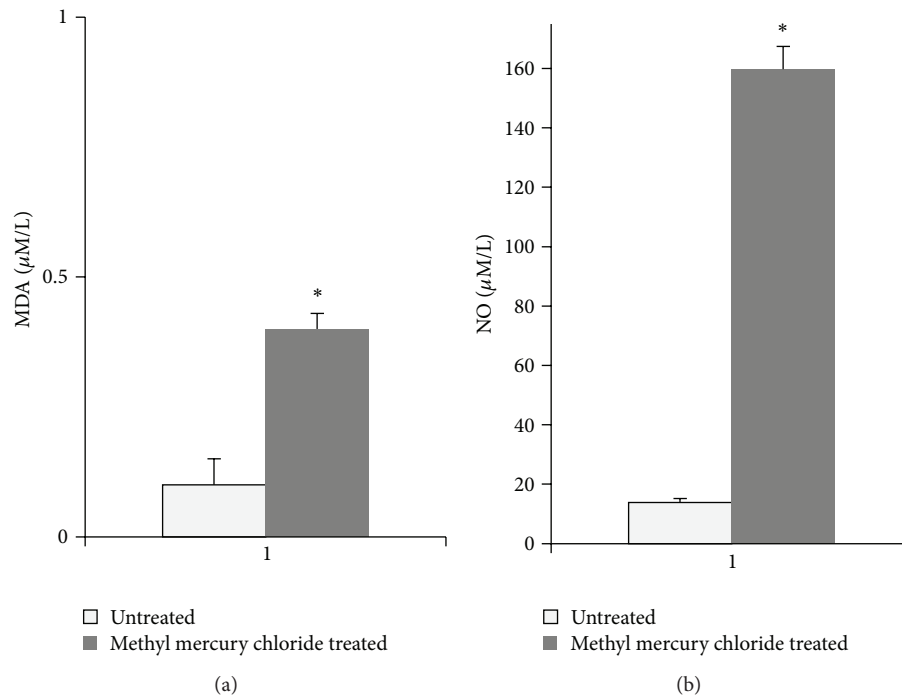 1
0.5
0
MDA (µM/L)
*
1
Untreated
Methyl mercury chloride treated
(a)
160
140
120
160
100
80
60
40
20
0
NO (µM/L)
*
1
Untreated
Methyl mercury chloride treated
(b)